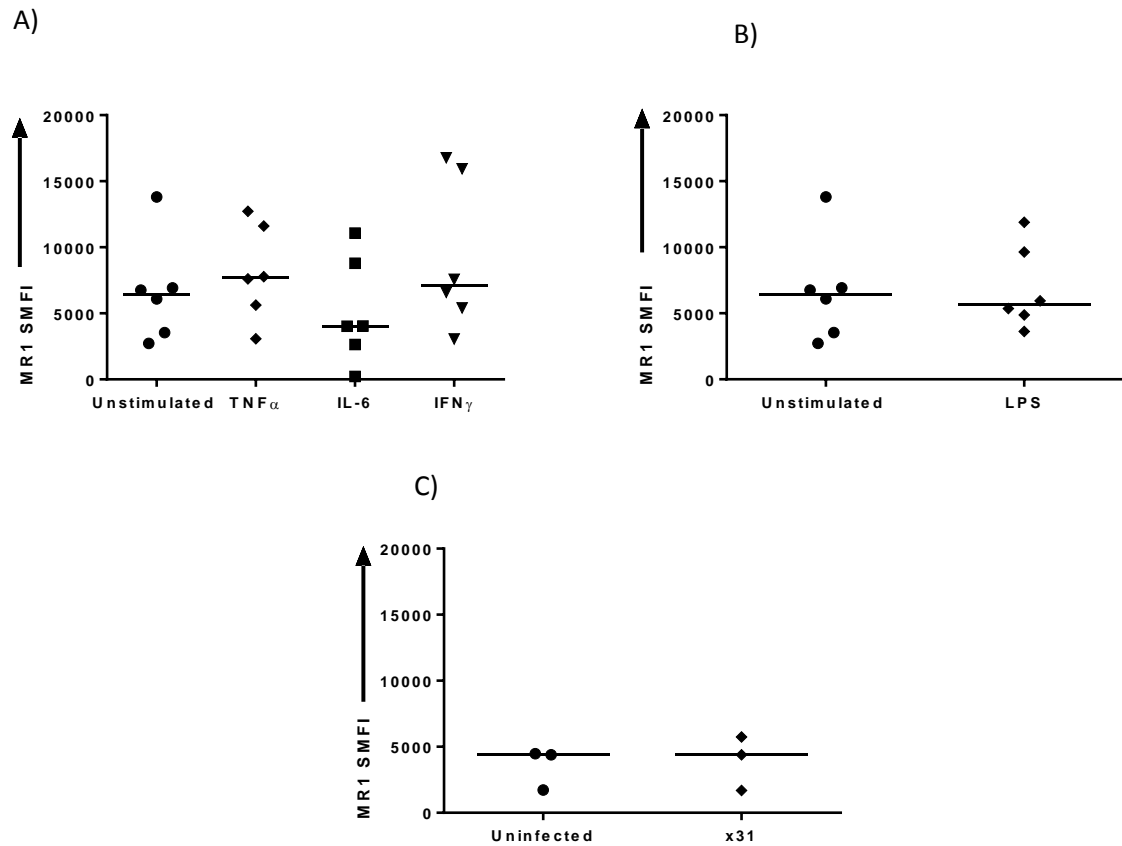 A)
MR1 SMFI
20000
15000
10000
5000
0
Unstimulated TNFα IL-6 IFNγ
B)
MR1 SMFI
20000
15000
10000
5000
0
Unstimulated LPS
C)
MR1 SMFI
20000
15000
10000
5000
0
Uninfected x31